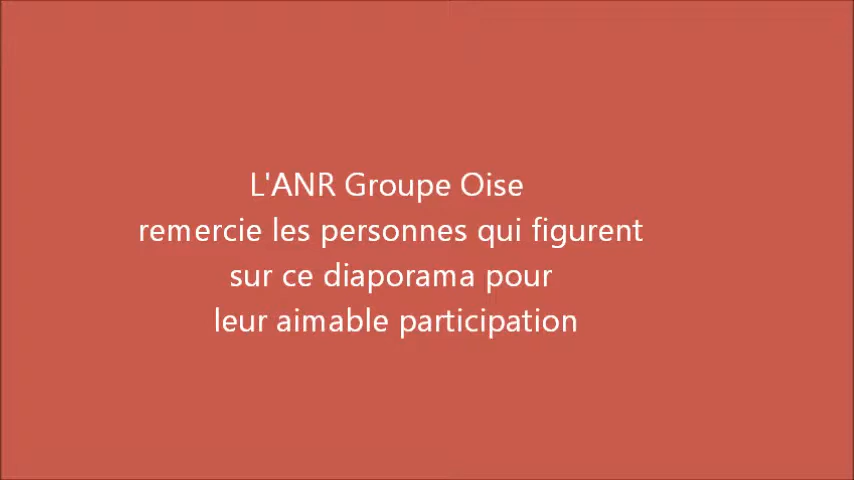 L'ANR Groupe Oise
remercie les personnes qui figurent
sur ce diaporama pour
leur aimable participation